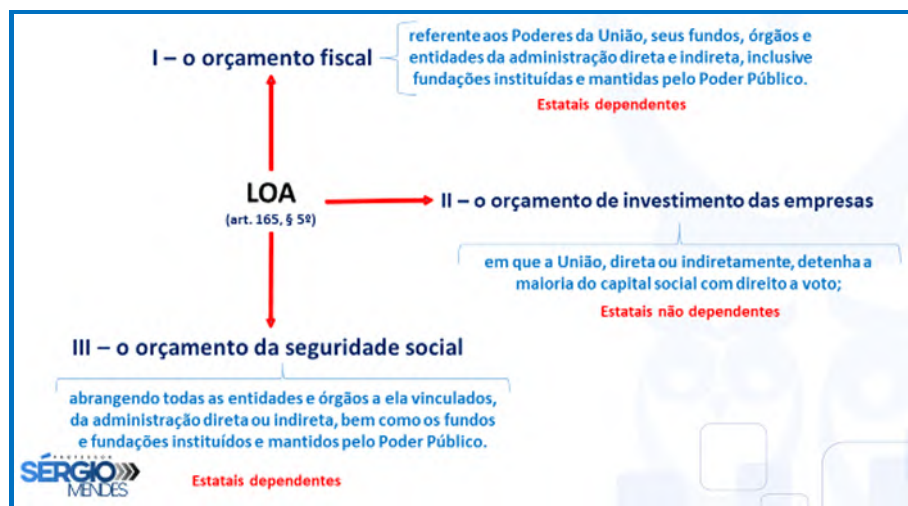 I – o orçamento fiscal
referente aos Poderes da União, seus fundos, órgãos e
entidades da administração direta e indireta, inclusive
fundações instituídas e mantidas pelo Poder Público.
Estatais dependentes
LOA
(art. 165, § 5º)
II – o orçamento de investimento das empresas
em que a União, direta ou indiretamente, detenha a
maioria do capital social com direito a voto;
Estatais não dependentes
III – o orçamento da seguridade social
abrangendo todas as entidades e órgãos a ela vinculados,
da administração direta ou indireta, bem como os fundos
e fundações instituídos e mantidos pelo Poder Público.
Estatais dependentes
PROFESSOR
SÉRGIO
MENDES